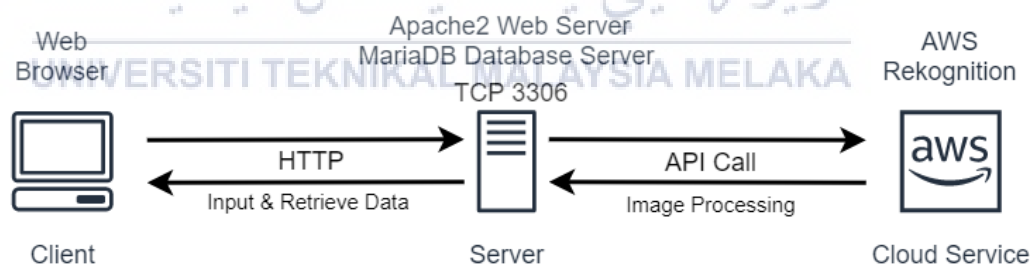 Web
Browser
Apache2 Web Server
MariaDB Database Server
TCP 3306
AWS
Rekognition
UNIVERSITI TEKNIKAL MALAYSIA MELAKA
HTTP
Input & Retrieve Data
API Call
Image Processing
aws
Client
Server
Cloud Service